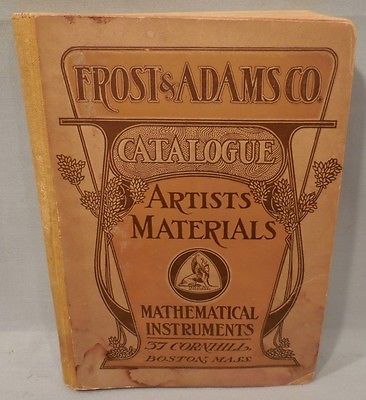 FROST & ADAMS CO.
CATALOGUE
ARTISTS
MATERIALS
MATHEMATICAL
INSTRUMENTS
37 CORNHILL,
BOSTON, MASS.